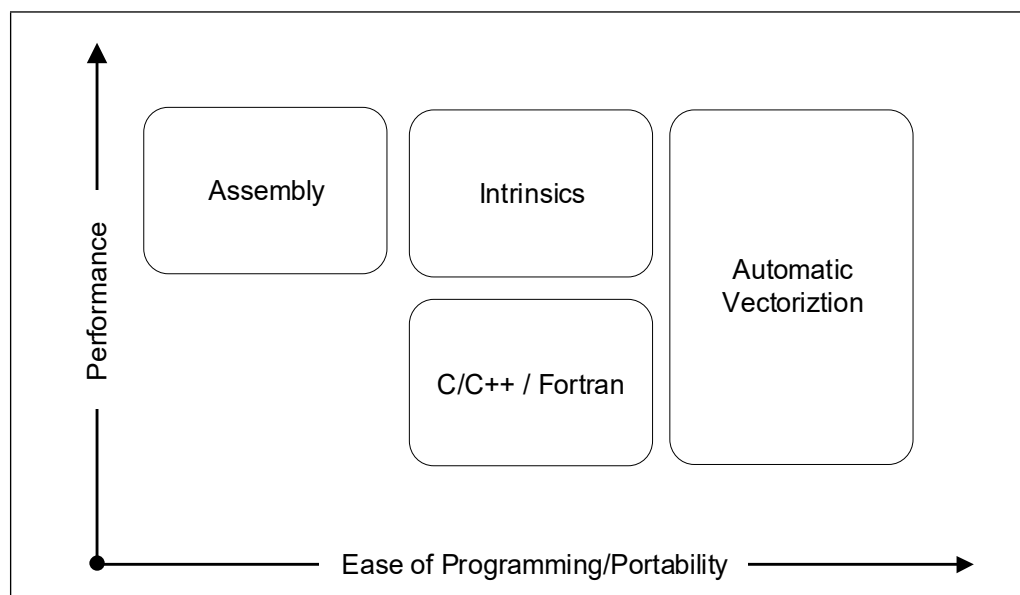 Assembly
Intrinsics
Automatic
Vectoriztion
C/C++ / Fortran
Performance
Ease of Programming/Portability